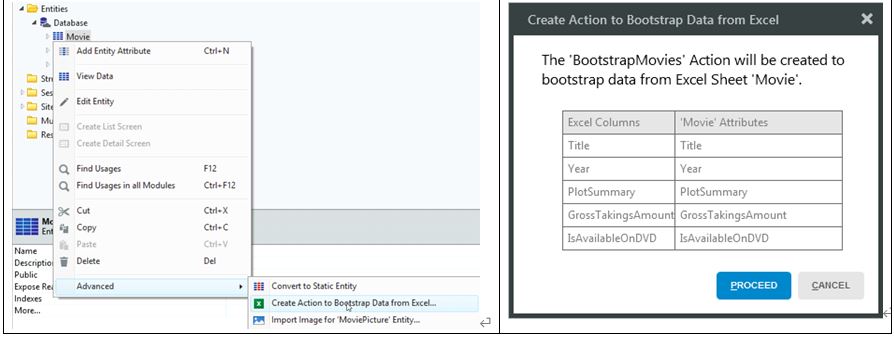 Entities
Database
Movie
Add Entity Attribute Ctrl+N
View Data
Edit Entity
Create List Screen
Create Detail Screen
Find Usages F12
Find Usages in all Modules Ctrl+F12
Cut Ctrl+X
Copy Ctrl+C
Paste Ctrl+V
Delete Del
Advanced
Stru
Ses
Site
Mu
Res
Mo
Ent
Name
Description
Public
Expose Rea
Indexes
More...
Convert to Static Entity
Create Action to Bootstrap Data from Excel...
Import Image for 'MoviePicture' Entity...
Create Action to Bootstrap Data from Excel
The 'BootstrapMovies' Action will be created to
bootstrap data from Excel Sheet 'Movie'.
Excel Columns 'Movie' Attributes
Title Title
Year Year
PlotSummary PlotSummary
GrossTakingsAmount GrossTakingsAmount
IsAvailableOnDVD IsAvailableOnDVD
PROCEED CANCEL